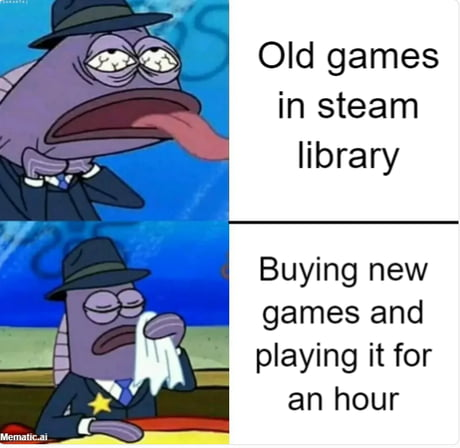 Old games
in steam
library
Buying new
games and
playing it for
an hour
Mematic.ai